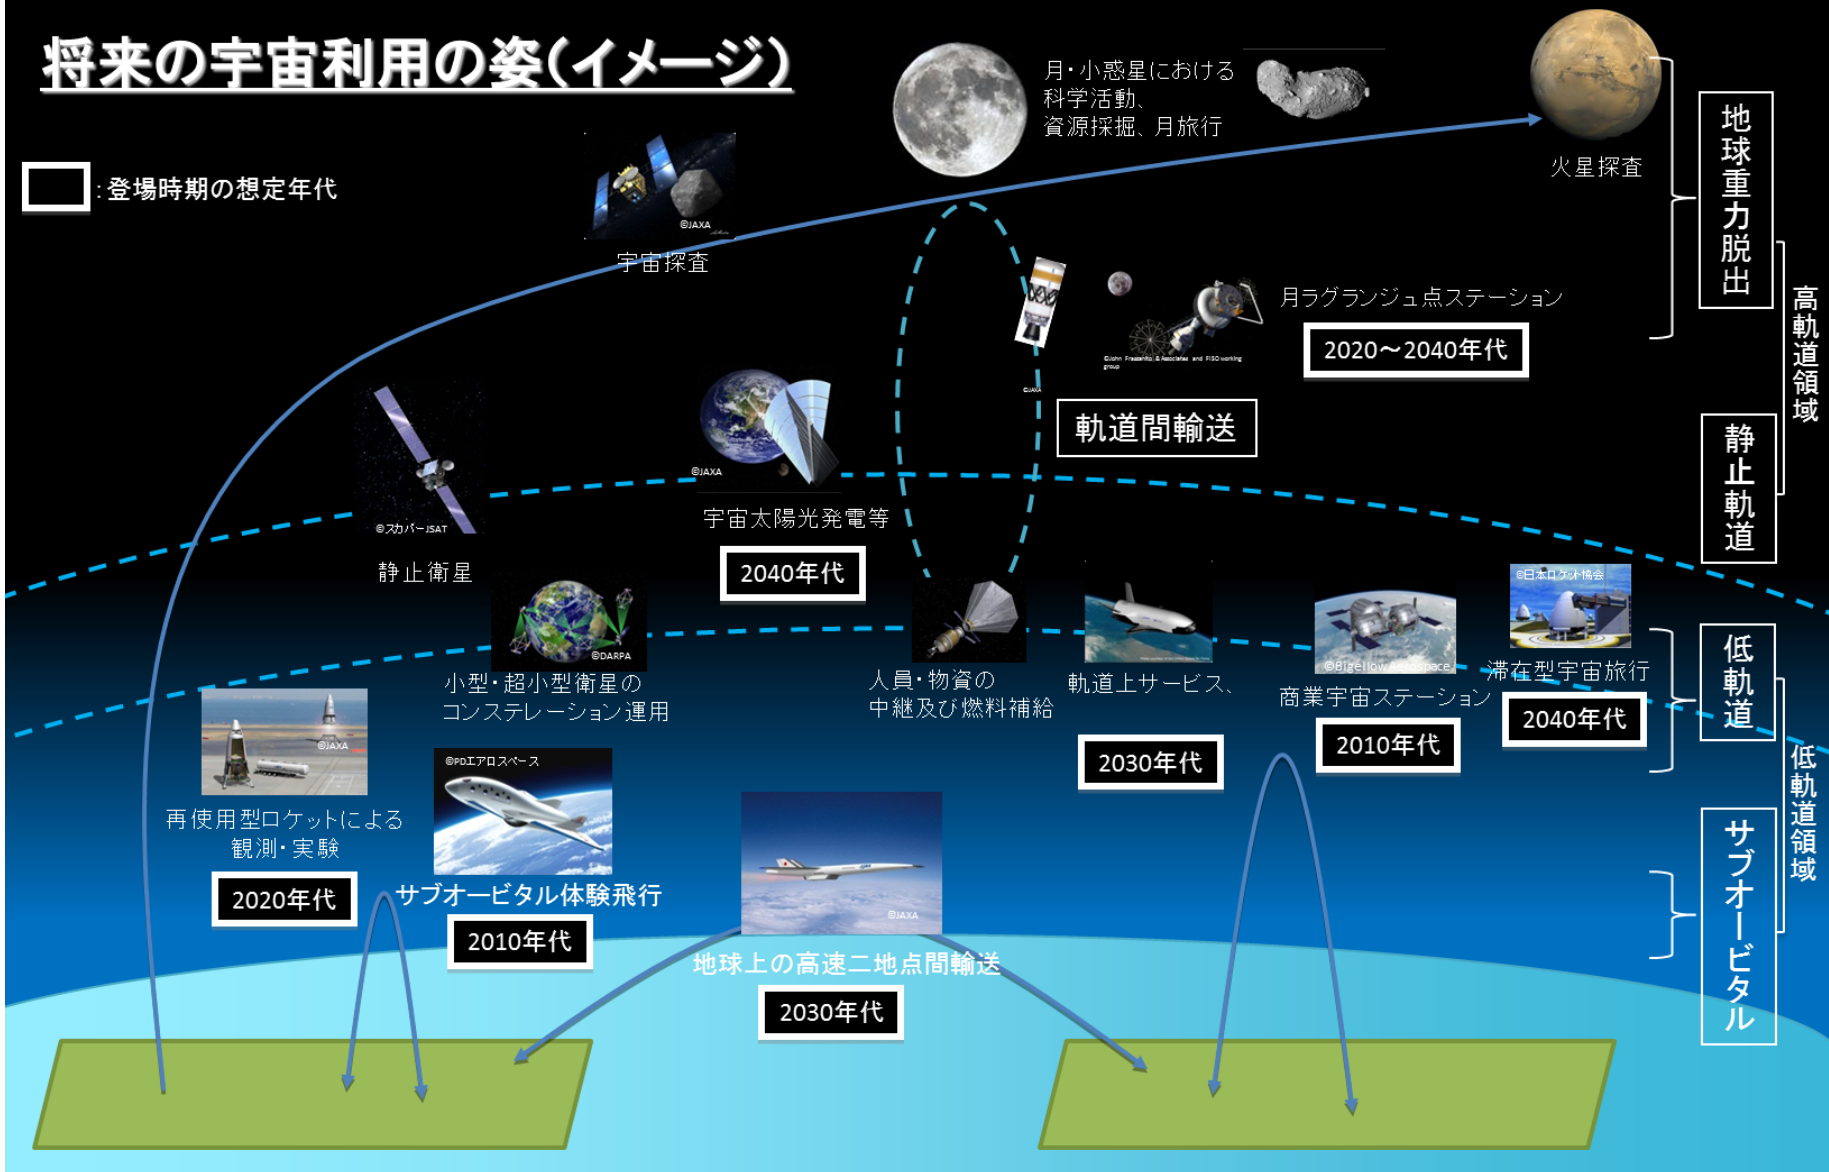 将来の宇宙利用の姿(イメージ)
:登場時期の想定年代
月・小惑星における
科学活動、
資源採掘、月旅行
火星探査
©JAXA
宇宙探査
月ラグランジュ点ステーション
2020～2040年代
©John Frassanito & Associates and FISO working
group
©JAXA
軌道間輸送
©スカパーJSAT
静止衛星
©JAXA
宇宙太陽光発電等
2040年代
©DARPA
小型・超小型衛星の
コンステレーション運用
人員・物資の
中継及び燃料補給
軌道上サービス、
2030年代
©Bigellow Aerospace
商業宇宙ステーション
2010年代
©日本ロケット協会
滞在型宇宙旅行
2040年代
©JAXA
再使用型ロケットによる
観測・実験
2020年代
©PDエアロスペース
サブオービタル体験飛行
2010年代
©JAXA
地球上の高速二地点間輸送
2030年代
地球重力脱出
高軌道領域
静止軌道
低軌道
低軌道領域
サブオービタル